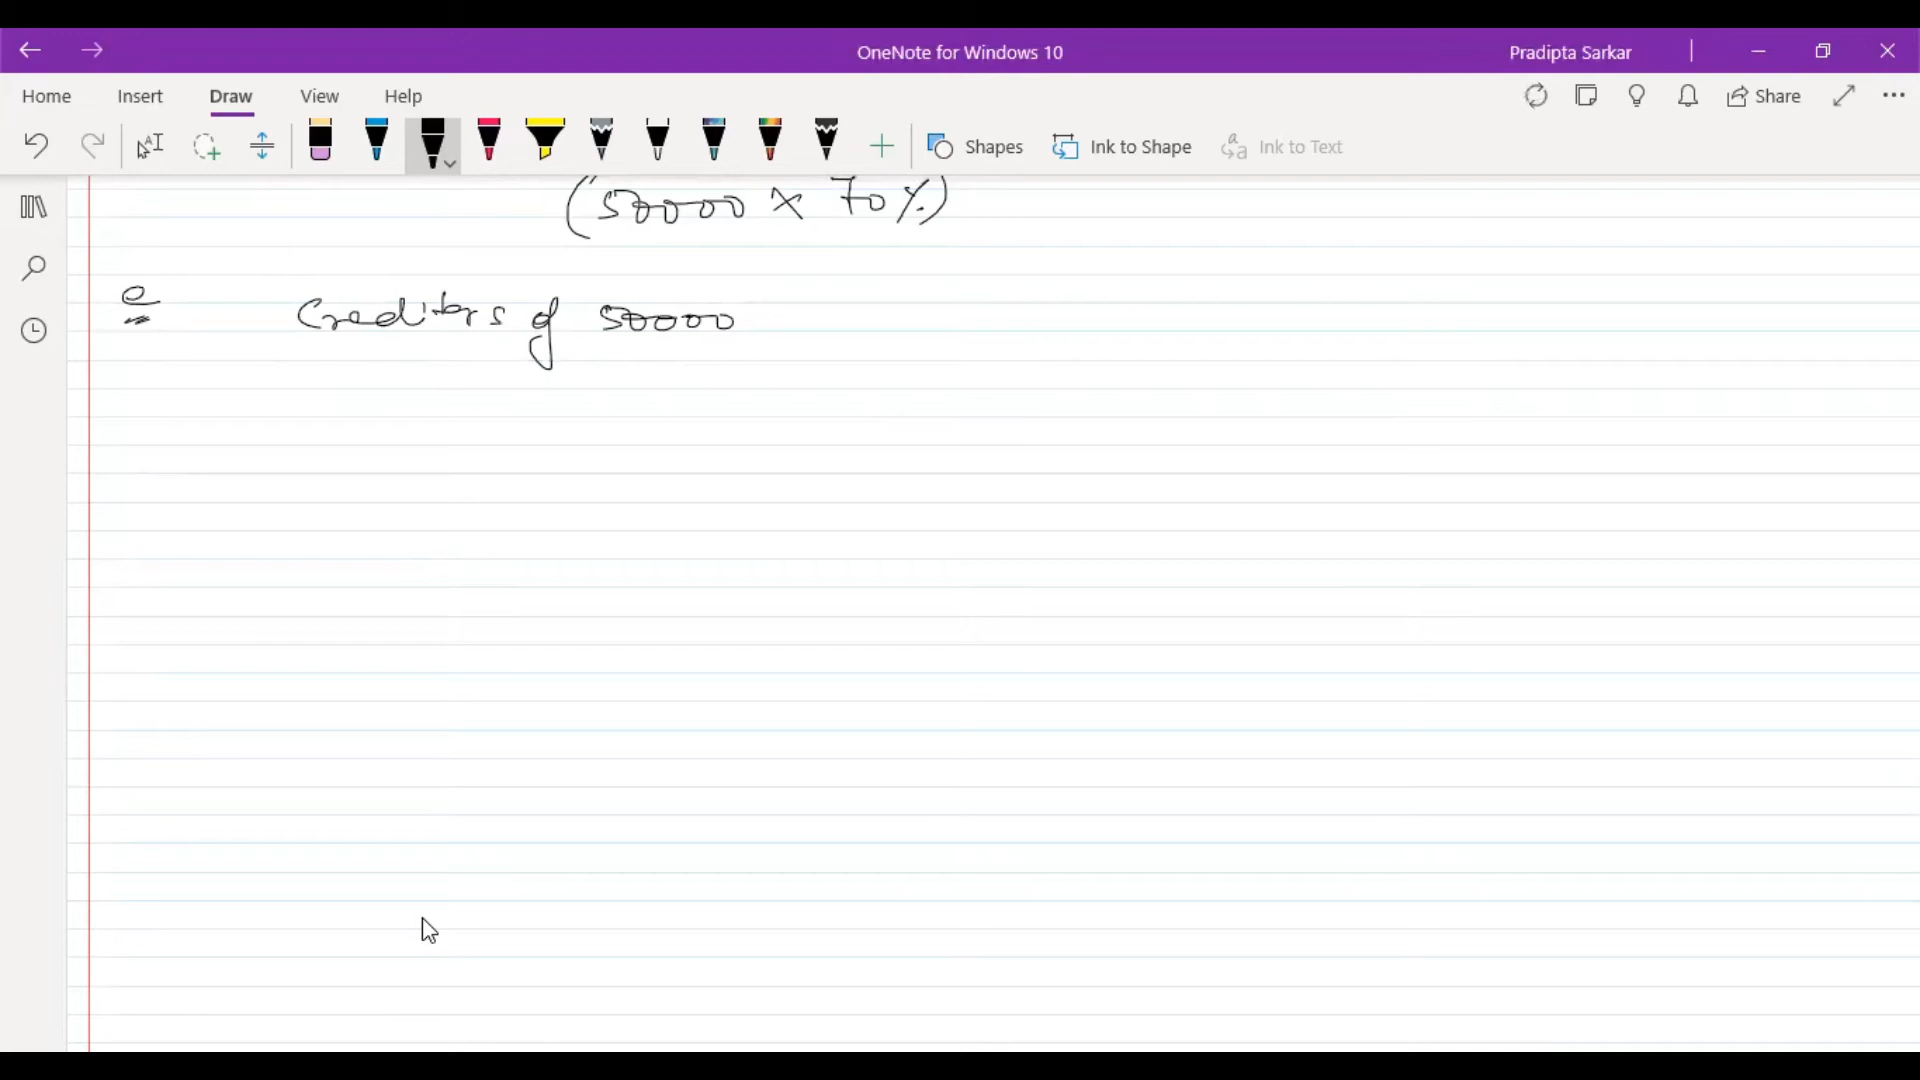 OneNote for Windows 10
Pradipta Sarkar
Home Insert Draw View Help
Share
Shapes
Ink to Shape
Ink to Text
(50000 x 70%)
e
Creditors of 50000